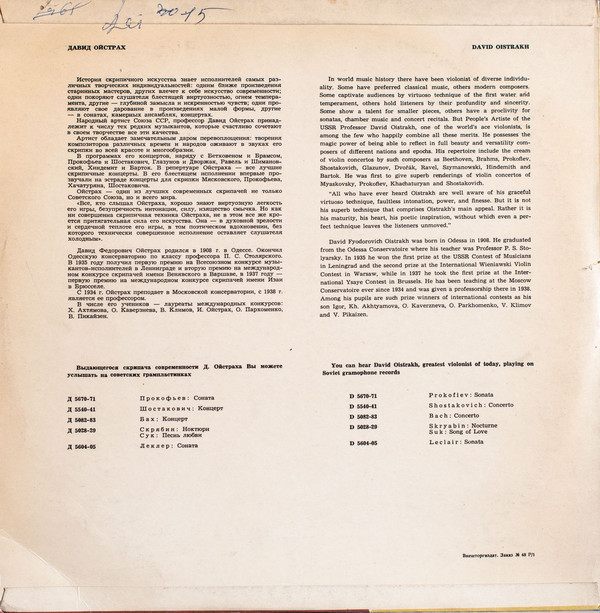 ДАВИД ОЙСТРАХ
История скрипичного искусства знает исполнителей самых раз-
личных творческих индивидуальностей: одним ближе произведения
старинных мастеров, других влечет к себе искусство современности;
одни покоряют слушателя блестящей виртуозностью, огнем темпера-
мента, другие — глубиной замысла и искренностью чувств; одни про-
являют свое дарование в произведениях малой формы, другие
— в сонатах, камерных ансамблях, концертах.
Народный артист Союза ССР, профессор Давид Ойстрах принад-
лежит к числу тех редких музыкантов, которые счастливо сочетают
в своем творчестве все эти качества.
Артист обладает замечательным даром перевоплощения: творения
композиторов различных времен и народов оживают в звуках его
скрипки во всей красоте и многообразии.
В программах его концертов, наряду с Бетховеном и Брамсом,
Прокофьев и Шостакович, Глазунов и Дворжак, Равель и Шиманов-
ский, Хиндемит и Барток. В репертуаре Ойстраха — все лучшие
скрипичные концерты. В его блестящем исполнении впервые про-
звучали на эстраде концерты для скрипки Мясковского, Прокофьева,
Хачатуряна, Шостаковича.
Ойстрах — один из лучших современных скрипачей не только
Советского Союза, но и всего мира.
«Все, кто слышал Ойстраха, хорошо знают виртуозную легкость
его игры, безупречность интонации, силу, изящество смычка. Но как
ни совершенна скрипичная техника Ойстраха, не в этом все же кро-
ется притягательная сила его искусства. Она — в духовной зрелости
и сердечной теплоте его игры, в том поэтическом вдохновении, без
которого технически совершенное исполнение оставляет слушателя
холодным».
Давид Федорович Ойстрах родился в 1908 г. в Одессе. Окончил
Одесскую консерваторию по классу профессора П. С. Столярского.
В 1935 году получил первую премию на Всесоюзном конкурсе музы-
кантов-исполнителей в Ленинграде и вторую премию на международ-
ном конкурсе скрипачей имени Венявского в Варшаве, в 1937 году —
первую премию на международном конкурсе скрипачей имени Изаи
в Брюсселе.
С 1934 г. Ойстрах преподает в Московской консерватории, с 1938 г.
является ее профессором.
В числе его учеников — лауреаты международных конкурсов:
Х. Ахтямова, О. Каверзнева, В. Климов, И. Ойстрах, О. Пархоменко,
В. Пикайзен.
Выдающегося скрипача современности Д. Ойстраха Вы можете
услышать на советских грампластинках
Д 5670-71 Прокофьев: Соната
Д 5540-41 Шостакович: Концерт
Д 5082-83 Бах: Концерт
Д 5028-29 Скрябин: Ноктюрн
Сук: Песнь любви
Д 5604-05 Леклер: Соната
DAVID OISTRAKH
In world music history there have been violonist of diverse individu-
ality. Some have preferred classical music, others modern composers.
Some captivate audiences by virtuoso technique of the first water and
temperament, others hold listeners by their profundity and sincerity.
Some show a talent for smaller pieces, others have a proclivity for
sonatas, chamber music and concert recitals. But People's Artiste of the
USSR Professor David Oistrakh, one of the world's ace violonists, is
among the few who happily combine all these merits. He possesses the
magic power of being able to reflect in full beauty and versatility com-
posers of different nations and epochs. His repertoire include the cream
of violin concertos by such composers as Beethoven, Brahms, Prokofiev,
Shostakovich, Glazunov, Dvořák, Ravel, Szymanowski, Hindemith and
Bartok. He was first to give superb renderings of violin concertos of
Myaskovsky, Prokofiev, Khachaturyan and Shostakovich.
"All who have ever heard Oistrakh are well aware of his graceful
virtuoso technique, faultless intonation, power, and finesse. But it is not
his superb technique that comprises Oistrakh's main appeal. Rather it is
his maturity, his heart, his poetic inspiration, without which even a per-
fect technique leaves the listeners unmoved."
David Fyodorovich Oistrakh was born in Odessa in 1908. He graduated
from the Odessa Conservatoire where his teacher was Professor P. S. Sto-
lyarsky. In 1935 he won the first prize at the USSR Contest of Musicians
in Leningrad and the second prize at the International Wieniawski Violin
Contest in Warsaw, while in 1937 he took the first prize at the Inter-
national Ysaye Contest in Brussels. He has been teaching at the Moscow
Conservatoire ever since 1934 and was given a professorship there in 1938.
Among his pupils are such prize winners of international contests as his
son Igor, Kh. Akhtyamova, O. Kaverzneva, O. Parkhomenko, V. Klimov
and V. Pikaizen.
You can hear David Oistrakh, greatest violonist of today, playing on
Soviet gramophone records
D 5670-71 Prokofiev: Sonata
D 5540-41 Shostakovich: Concerto
D 5082-83 Bach: Concerto
D 5028-29 Skryabin: Nocturne
Suk: Song of Love
D 5604-05 Leclair: Sonata
Внешторгиздат. Заказ № 49 Р/5